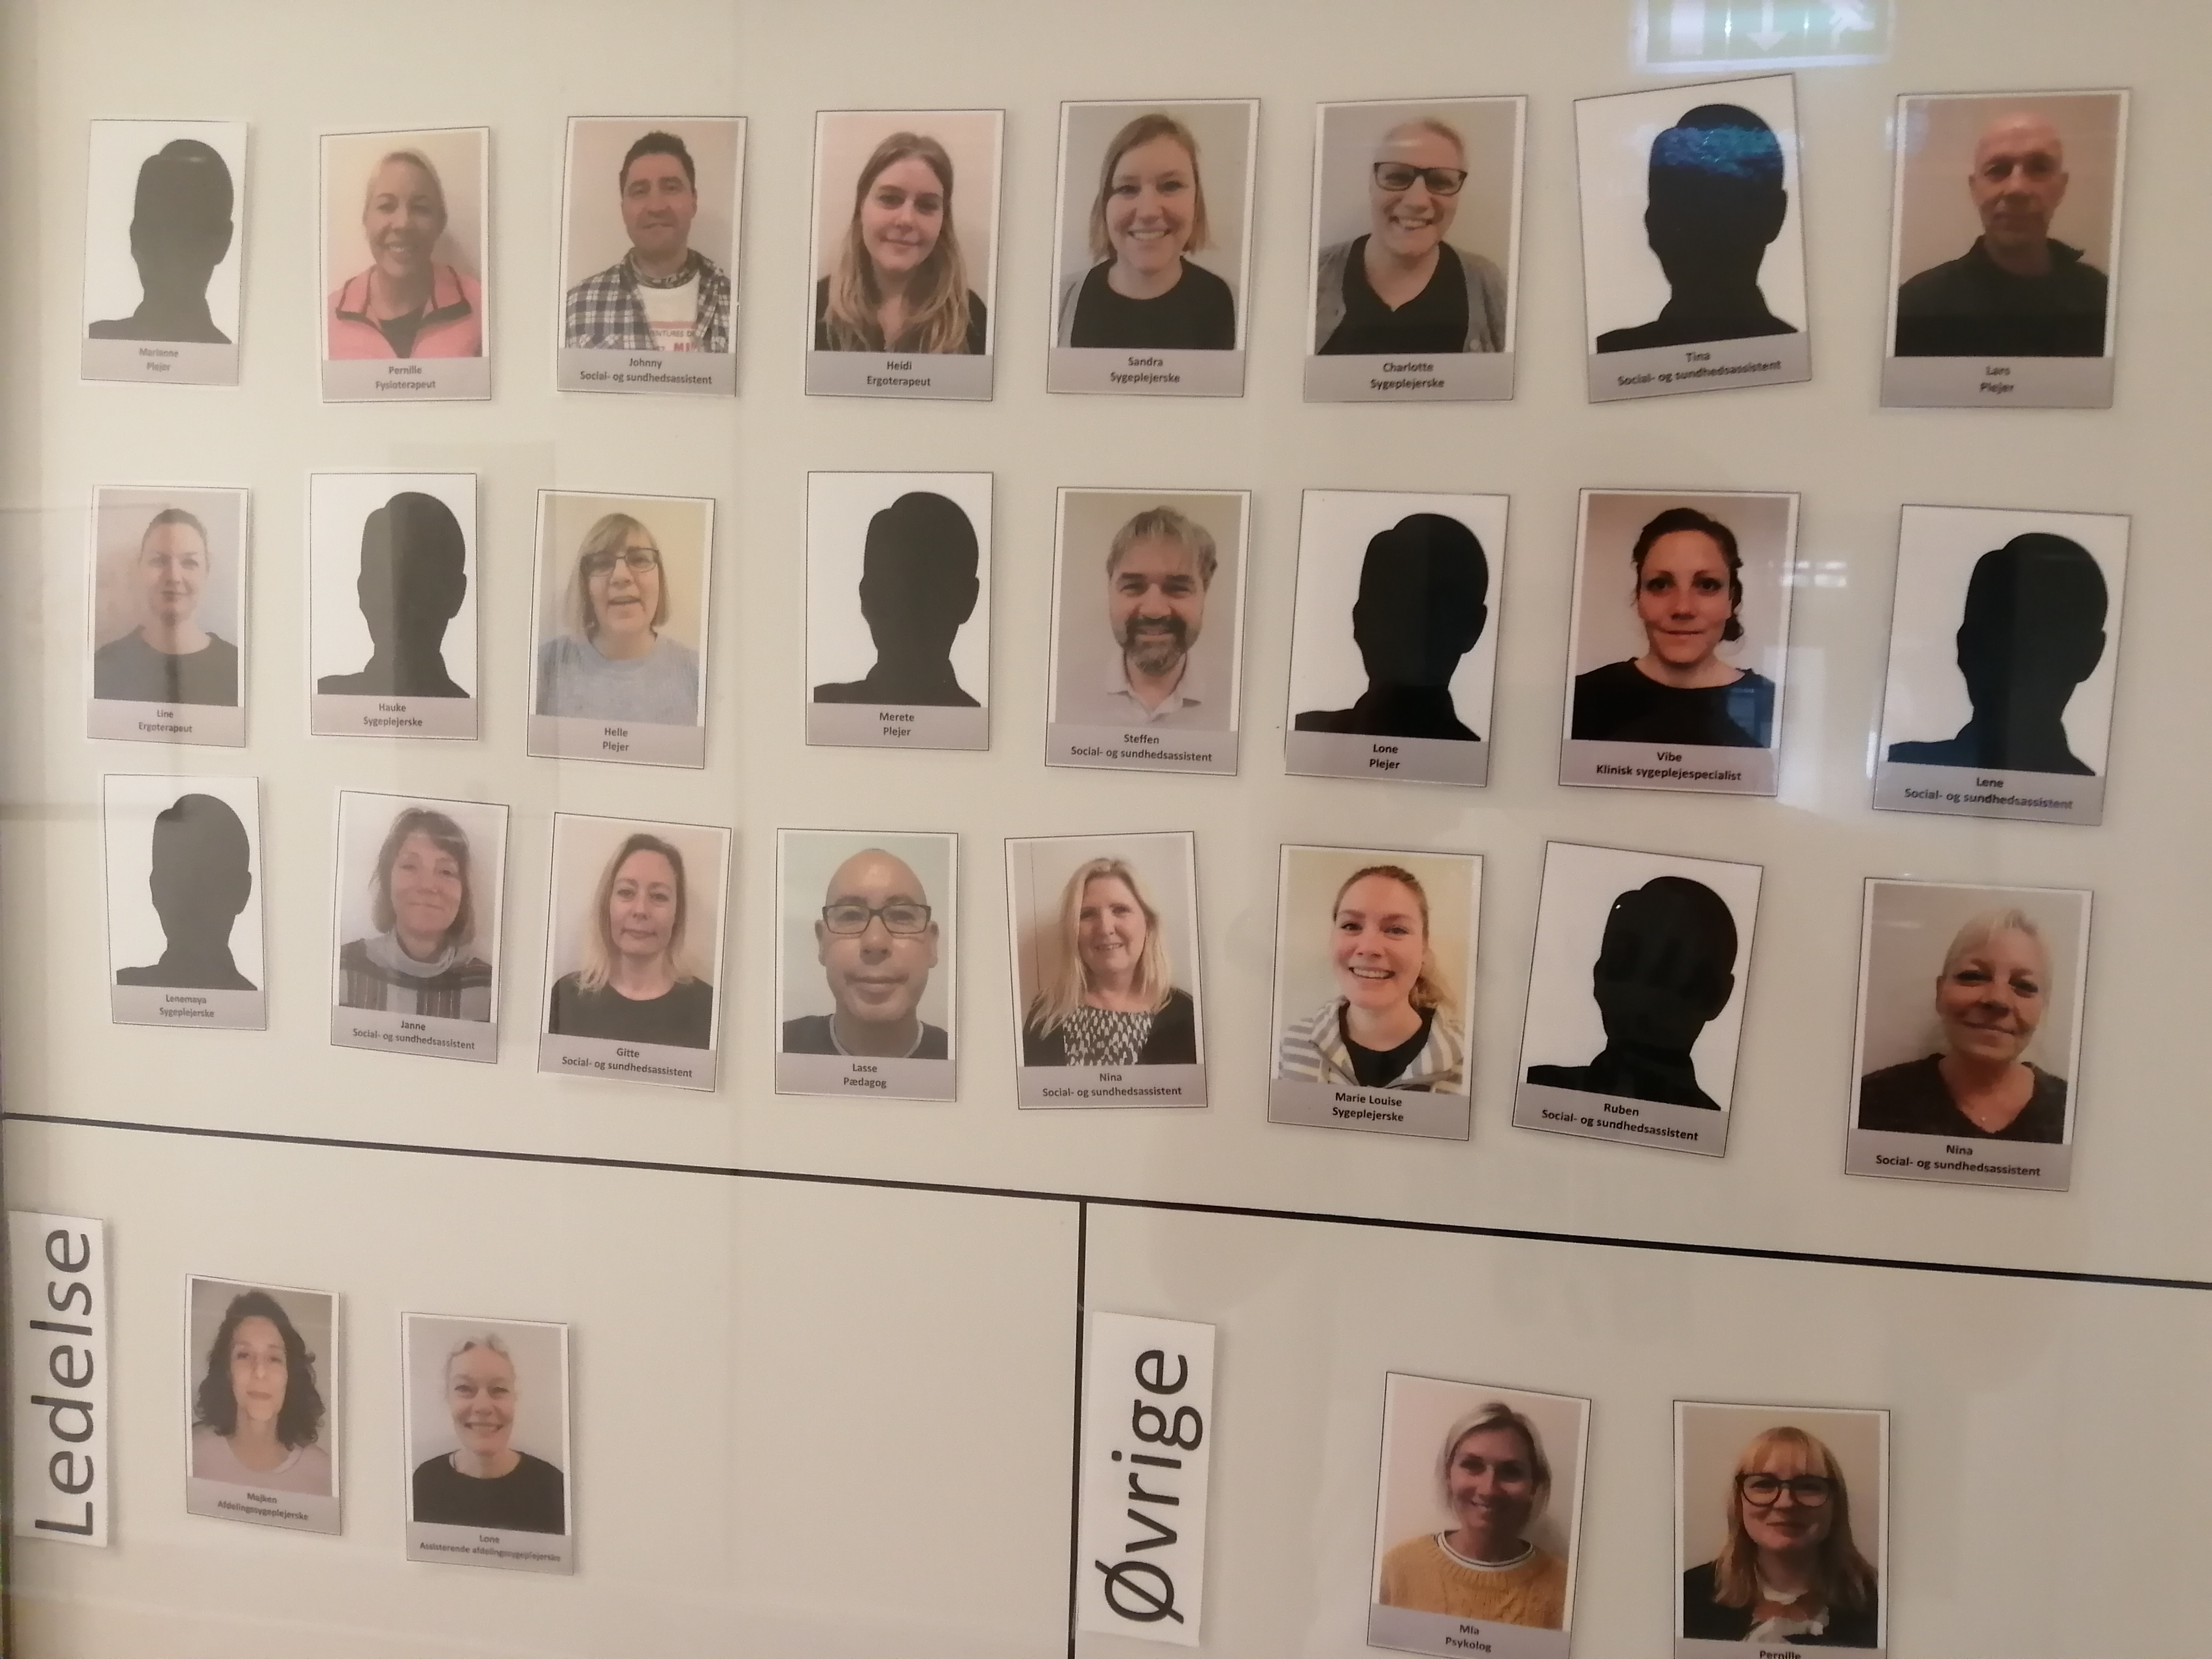 Marianne
Plejer
Pernille
Fysioterapeut
NTURES D
MI
Johnny
Social- og sundhedsassistent
Heidi
Ergoterapeut
Sandra
Sygeplejerske
Charlotte
Sygeplejerske
Tina
Social- og sundhedsassistent
Lars
Plejer
Line
Ergoterapeut
Hauke
Sygeplejerske
Helle
Plejer
Merete
Plejer
Steffen
Social- og sundhedsassistent
Lone
Plejer
Vibe
Klinisk sygeplejespecialist
Lene
Social- og sundhedsassistent
Lenemaya
Sygeplejerske
Janne
Social- og sundhedsassistent
Gitte
Social- og sundhedsassistent
Lasse
Pædagog
Nina
Social- og sundhedsassistent
Marie Louise
Sygeplejerske
Ruben
Social- og sundhedsassistent
Nina
Social- og sundhedsassistent
Ledelse
Majken
Afdelingssygeplejerske
Lone
Assisterende afdelingssygeplejerske
Øvrige
Mia
Psykolog
Pernille